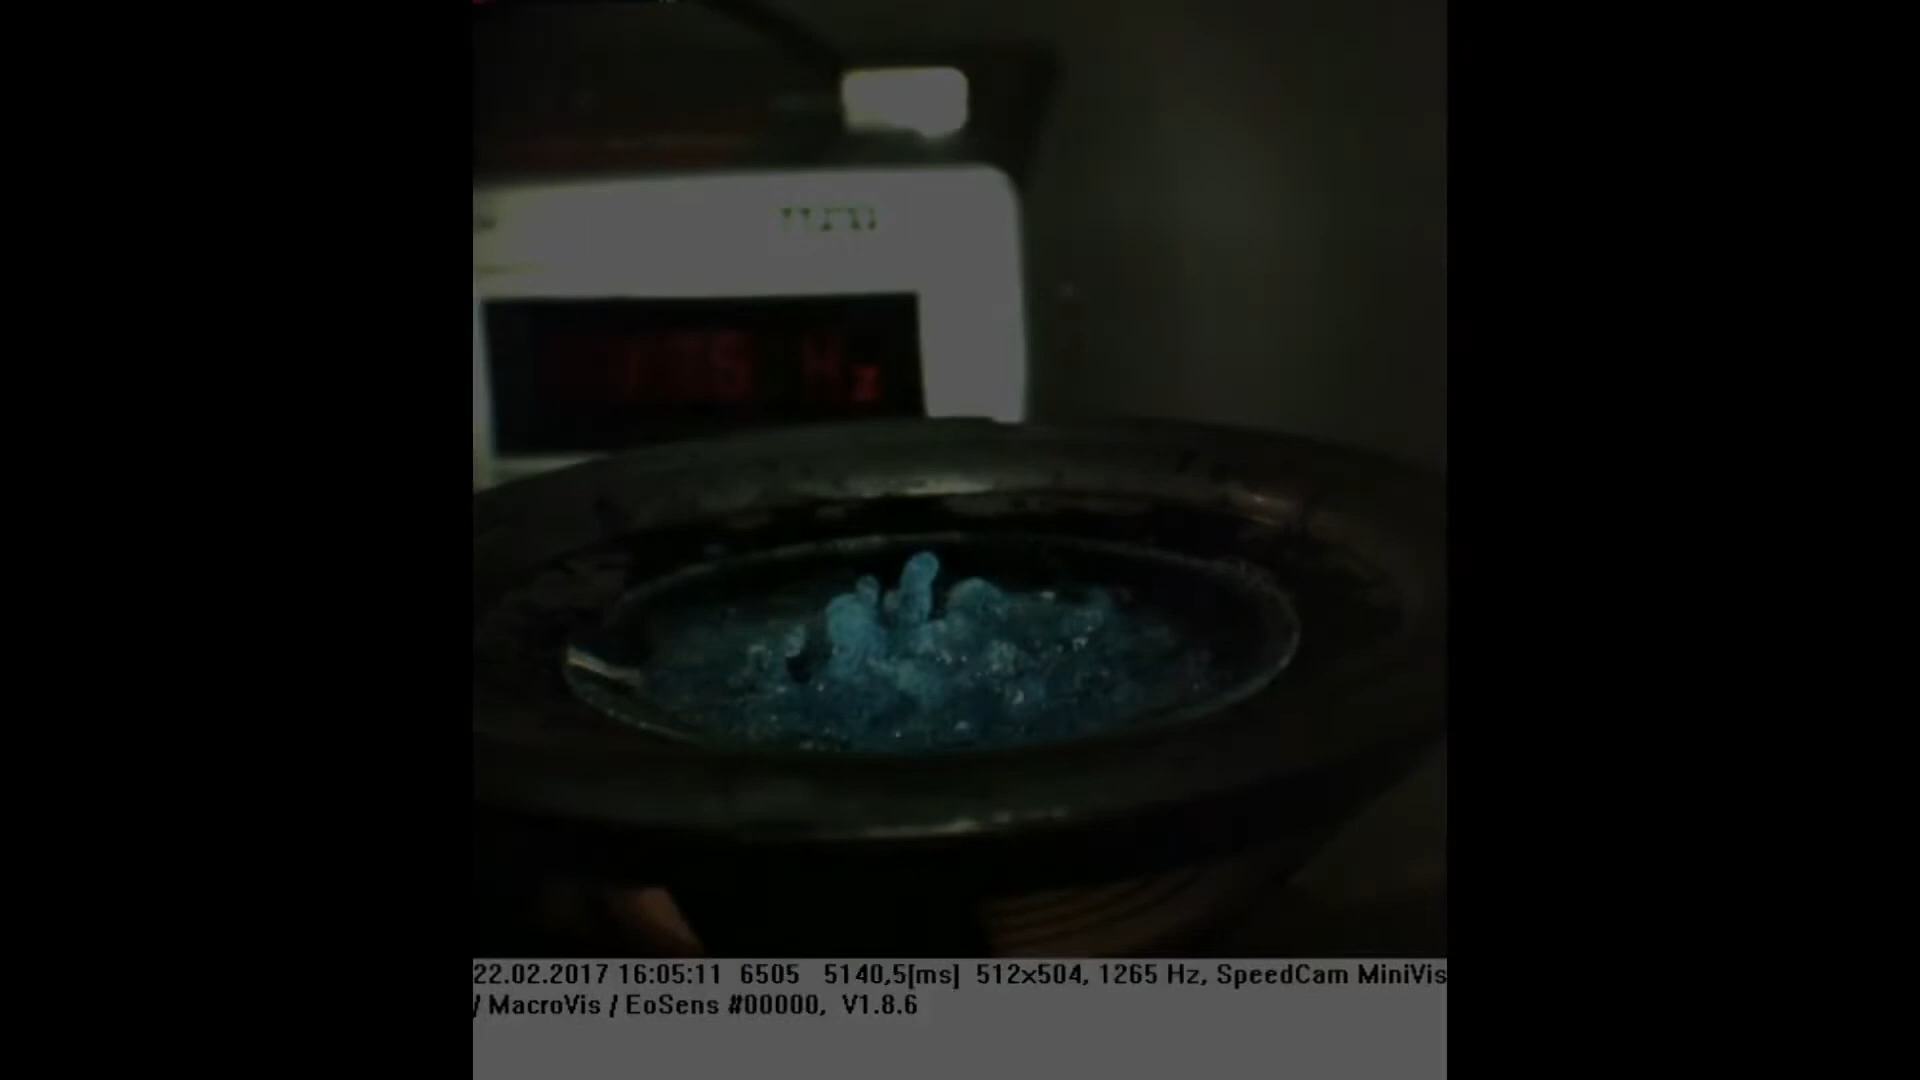 Hz
22.02.2017 16:05:11 6505 5140,5[ms] 512x504, 1265 Hz, SpeedCam MiniVis
/ MacroVis / EoSens #00000, V1.8.6